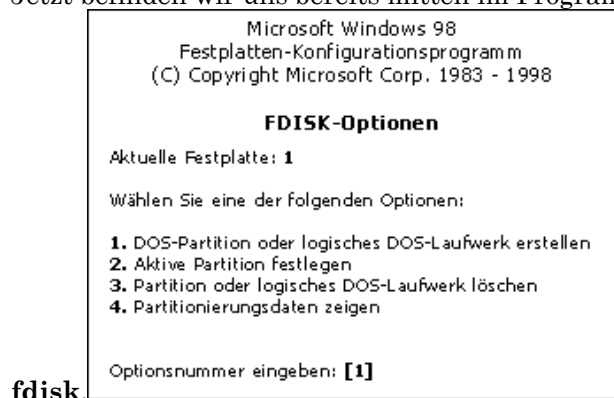 Jetzt befinden wir uns bereits mitten im Program
Microsoft Windows 98
Festplatten-Konfigurationsprogramm
(C) Copyright Microsoft Corp. 1983 - 1998
FDISK-Optionen
Aktuelle Festplatte: 1
Wählen Sie eine der folgenden Optionen:
1. DOS-Partition oder logisches DOS-Laufwerk erstellen
2. Aktive Partition festlegen
3. Partition oder logisches DOS-Laufwerk löschen
4. Partitionierungsdaten zeigen
Optionsnummer eingeben: [1]
fdisk.